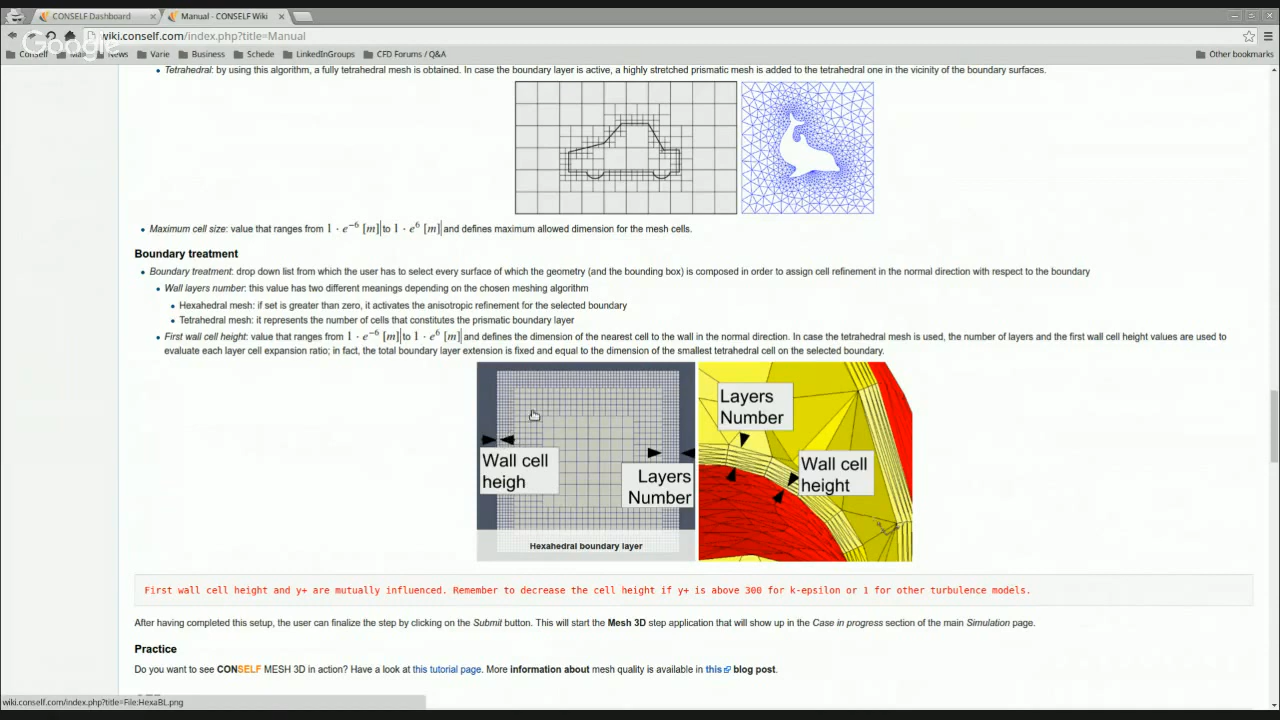 CONSELF Dashboard
Manual - CONSELF Wiki
wiki.conself.com/index.php?title=Manual
Google
Conself
News
Varie
Business
Schede
LinkedInGroups
CFD Forums / Q&A
Other bookmarks
Tetrahedral: by using this algorithm, a fully tetrahedral mesh is obtained. In case the boundary layer is active, a highly stretched prismatic mesh is added to the tetrahedral one in the vicinity of the boundary surfaces.
Maximum cell size: value that ranges from 1 · e⁻⁶ [m] to 1 · e⁶ [m] and defines maximum allowed dimension for the mesh cells.
Boundary treatment
Boundary treatment: drop down list from which the user has to select every surface of which the geometry (and the bounding box) is composed in order to assign cell refinement in the normal direction with respect to the boundary
Wall layers number: this value has two different meanings depending on the chosen meshing algorithm
Hexahedral mesh: if set is greater than zero, it activates the anisotropic refinement for the selected boundary
Tetrahedral mesh: it represents the number of cells that constitutes the prismatic boundary layer
First wall cell height: value that ranges from 1 · e⁻⁶ [m] to 1 · e⁶ [m] and defines the dimension of the nearest cell to the wall in the normal direction. In case the tetrahedral mesh is used, the number of layers and the first wall cell height values are used to
evaluate each layer cell expansion ratio; in fact, the total boundary layer extension is fixed and equal to the dimension of the smallest tetrahedral cell on the selected boundary.
Wall cell
heigh
Layers
Number
Hexahedral boundary layer
Layers
Number
Wall cell
height
First wall cell height and y+ are mutually influenced. Remember to decrease the cell height if y+ is above 300 for k-epsilon or 1 for other turbulence models.
After having completed this setup, the user can finalize the step by clicking on the Submit button. This will start the Mesh 3D step application that will show up in the Case in progress section of the main Simulation page.
Practice
Do you want to see CONSELF MESH 3D in action? Have a look at this tutorial page. More information about mesh quality is available in this blog post.
wiki.conself.com/index.php?title=File:HexaBL.png